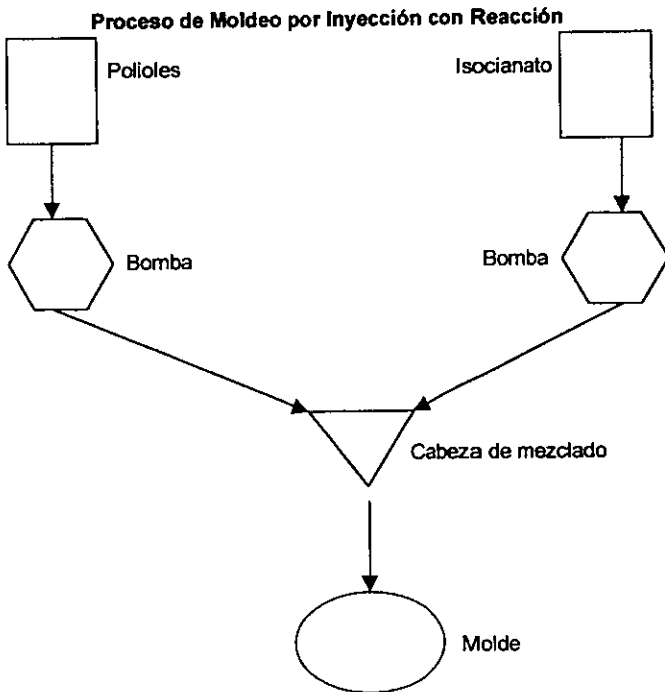 Proceso de Moldeo por Inyección con Reacción
Polioles
Isocianato
Bomba
Bomba
Cabeza de mezclado
Molde